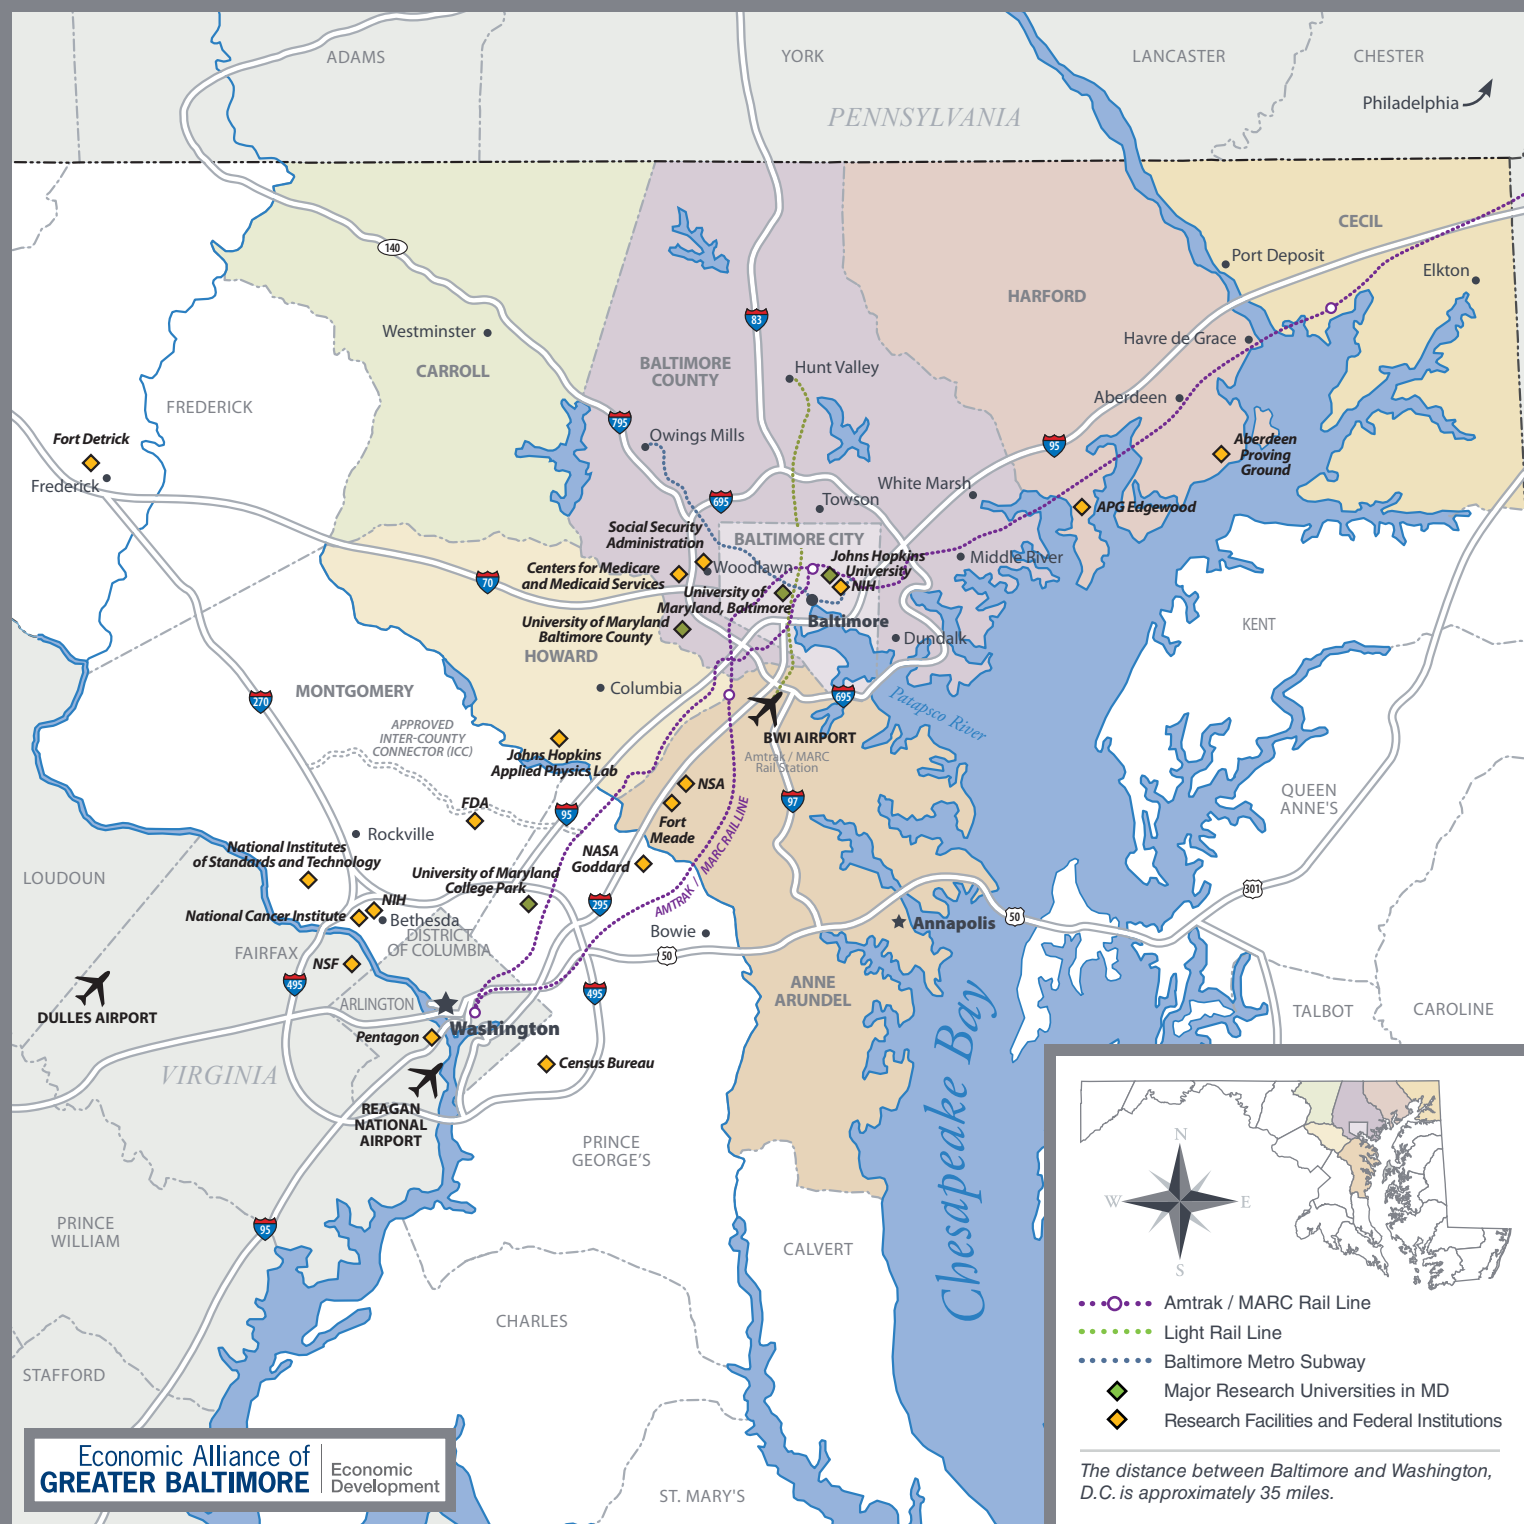 ADAMS
YORK
LANCASTER
CHESTER
Philadelphia
PENNSYLVANIA
CECIL
Port Deposit
Elkton
140
HARFORD
83
Westminster
Havre de Grace
BALTIMORE
COUNTY
Hunt Valley
CARROLL
Aberdeen
FREDERICK
795
Owings Mills
95
Fort Detrick
Aberdeen
Proving
Ground
Frederick
White Marsh
695
Towson
APG Edgewood
Social Security
Administration
BALTIMORE CITY
Johns Hopkins
University
Middle River
Centers for Medicare
and Medicaid Services
Woodlawn
NIH
70
University of
Maryland, Baltimore
University of Maryland
Baltimore County
Baltimore
KENT
Dundalk
HOWARD
MONTGOMERY
Columbia
270
695
Patapsco River
APPROVED
INTER-COUNTY
CONNECTOR (ICC)
BWI AIRPORT
Amtrak / MARC
Rail Station
Johns Hopkins
Applied Physics Lab
NSA
97
QUEEN
ANNE'S
FDA
95
Fort
Meade
AMTRAK / MARC RAIL LINE
Rockville
National Institutes
of Standards and Technology
NASA
Goddard
University of Maryland
College Park
LOUDOUN
301
NIH
295
National Cancer Institute
Bethesda
50
Annapolis
DISTRICT
OF COLUMBIA
Bowie
FAIRFAX
NSF
50
495
495
ANNE
ARUNDEL
ARLINGTON
DULLES AIRPORT
TALBOT
CAROLINE
Washington
Pentagon
Census Bureau
VIRGINIA
Chesapeake Bay
REAGAN
NATIONAL
AIRPORT
PRINCE
GEORGE'S
N
W
E
S
PRINCE
WILLIAM
95
CALVERT
CHARLES
STAFFORD
ST. MARY'S
Amtrak / MARC Rail Line
Light Rail Line
Baltimore Metro Subway
Major Research Universities in MD
Research Facilities and Federal Institutions
The distance between Baltimore and Washington,
D.C. is approximately 35 miles.
Economic Alliance of
GREATER BALTIMORE
Economic
Development